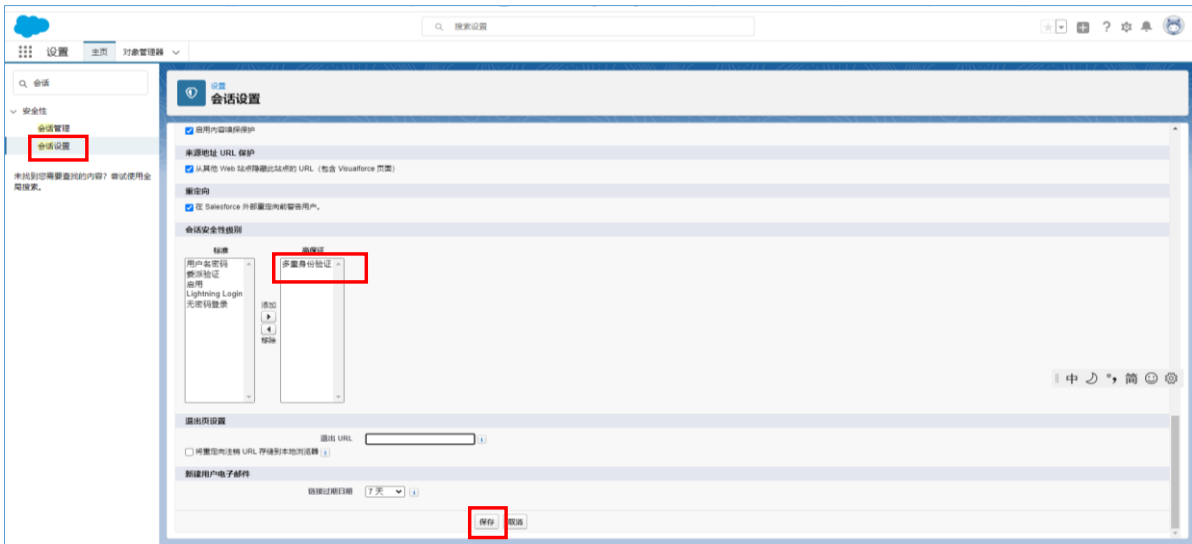 搜索设置
设置
主页
对象管理器
会话
安全性
会话管理
会话设置
未找到您需要查找的内容？尝试使用全
局搜索。
设置
会话设置
启用内容嗅探保护
来源地址 URL 保护
从其他 Web 站点隐藏此站点的 URL（包含 Visualforce 页面）
重定向
在 Salesforce 外部重定向前警告用户。
会话安全性级别
标准
高保证
用户名密码
委派验证
启用
Lightning Login
无密码登录
多重身份验证
添加
移除
中 简
退出页设置
退出 URL
将重定向注销 URL 存储到本地浏览器
新建用户电子邮件
链接过期日期
7 天
保存
取消